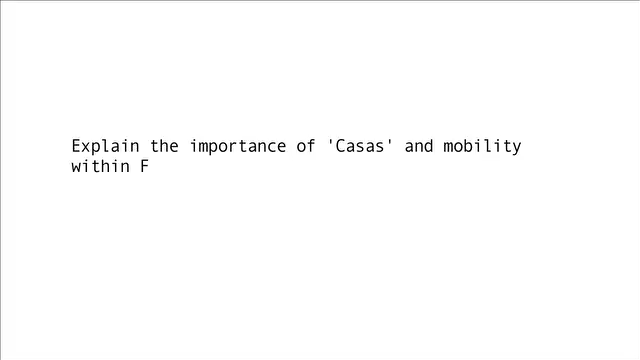 Explain the importance of 'Casas' and mobility
within F